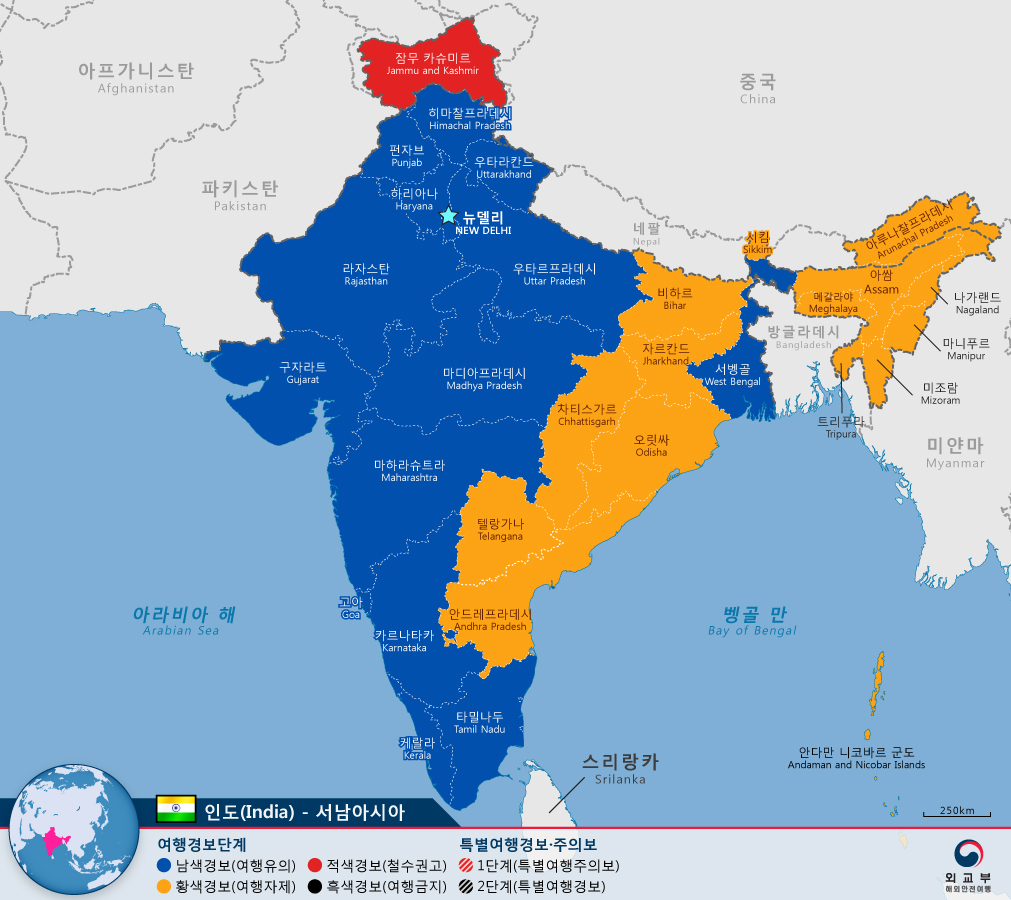 잠무 카슈미르
Jammu and Kashmir
아프가니스탄
Afghanistan
중국
China
히마찰프라데시
Himachal Pradesh
펀자브
Punjab
우타라칸드
Uttarakhand
파키스탄
Pakistan
하리아나
Haryana
뉴델리
NEW DELHI
네팔
Nepal
시킴
Sikkim
아루나찰프라데시
Arunachal Pradesh
라자스탄
Rajasthan
우타르프라데시
Uttar Pradesh
비하르
Bihar
아쌈
Assam
메갈라야
Meghalaya
나가랜드
Nagaland
방글라데시
Bangladesh
마니푸르
Manipur
자르칸드
Jharkhand
구자라트
Gujarat
마디아프라데시
Madhya Pradesh
서벵골
West Bengal
미조람
Mizoram
차티스가르
Chhattisgarh
트리푸라
Tripura
오릿싸
Odisha
미얀마
Myanmar
마하라슈트라
Maharashtra
텔랑가나
Telangana
고아
Goa
아라비아 해
Arabian Sea
안드레프라데시
Andhra Pradesh
벵골 만
Bay of Bengal
카르나타카
Karnataka
타밀나두
Tamil Nadu
케랄라
Kerala
안다만 니코바르 군도
Andaman and Nicobar Islands
스리랑카
Srilanka
250km
인도(India) - 서남아시아
여행경보단계
남색경보(여행유의)
적색경보(철수권고)
황색경보(여행자제)
흑색경보(여행금지)
특별여행경보·주의보
1단계(특별여행주의보)
2단계(특별여행경보)
외교부
해외안전여행